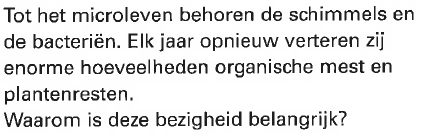 Tot het microleven behoren de schimmels en
de bacteriën. Elk jaar opnieuw verteren zij
enorme hoeveelheden organische mest en
plantenresten.
Waarom is deze bezigheid belangrijk?